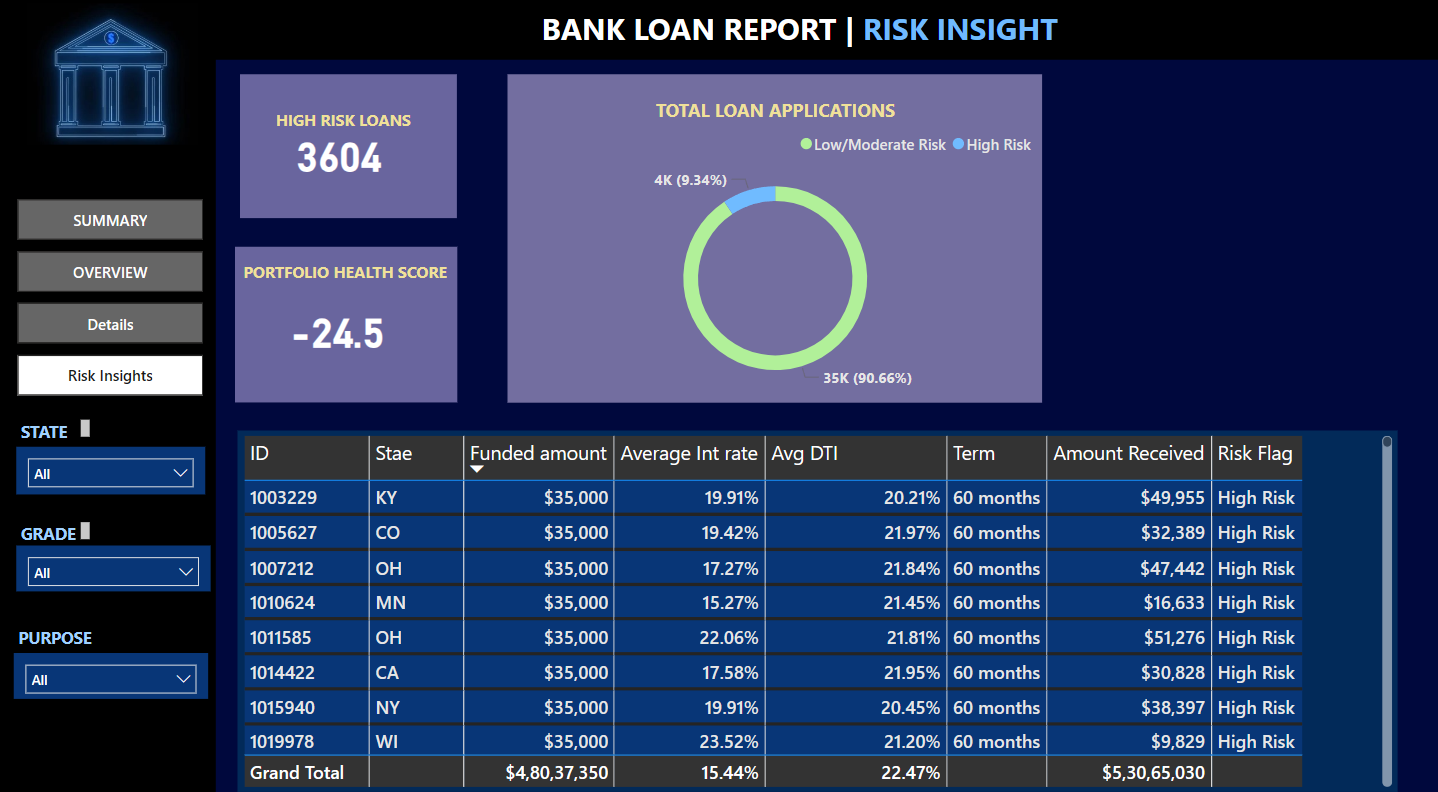 $
BANK LOAN REPORT | RISK INSIGHT
SUMMARY
OVERVIEW
Details
Risk Insights
STATE
All
GRADE
All
PURPOSE
All
HIGH RISK LOANS
3604
PORTFOLIO HEALTH SCORE
-24.5
TOTAL LOAN APPLICATIONS
Low/Moderate Risk High Risk
4K (9.34%)
35K (90.66%)
ID Stae Funded amount Average Int rate Avg DTI Term Amount Received Risk Flag
1003229 KY $35,000 19.91% 20.21% 60 months $49,955 High Risk
1005627 CO $35,000 19.42% 21.97% 60 months $32,389 High Risk
1007212 OH $35,000 17.27% 21.84% 60 months $47,442 High Risk
1010624 MN $35,000 15.27% 21.45% 60 months $16,633 High Risk
1011585 OH $35,000 22.06% 21.81% 60 months $51,276 High Risk
1014422 CA $35,000 17.58% 21.95% 60 months $30,828 High Risk
1015940 NY $35,000 19.91% 20.45% 60 months $38,397 High Risk
1019978 WI $35,000 23.52% 21.20% 60 months $9,829 High Risk
Grand Total $4,80,37,350 15.44% 22.47% $5,30,65,030